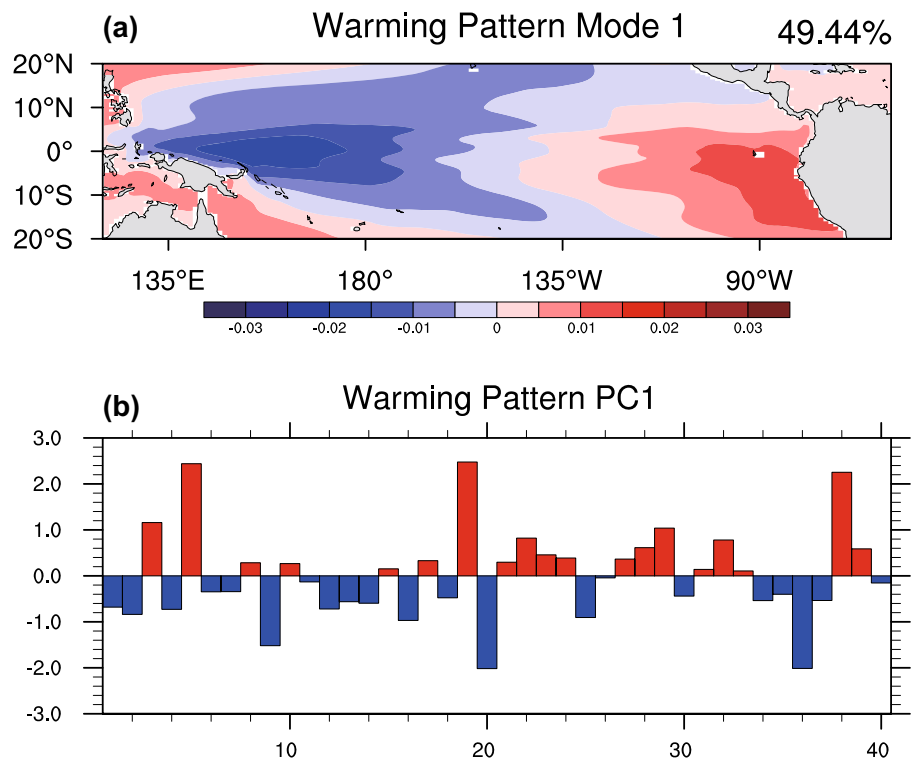 (a) Warming Pattern Mode 1 49.44%
20°N
10°N
0°
10°S
20°S
135°E 180° 135°W 90°W
-0.03 -0.02 -0.01 0 0.01 0.02 0.03
(b) Warming Pattern PC1
3.0
2.0
1.0
0.0
-1.0
-2.0
-3.0
10 20 30 40